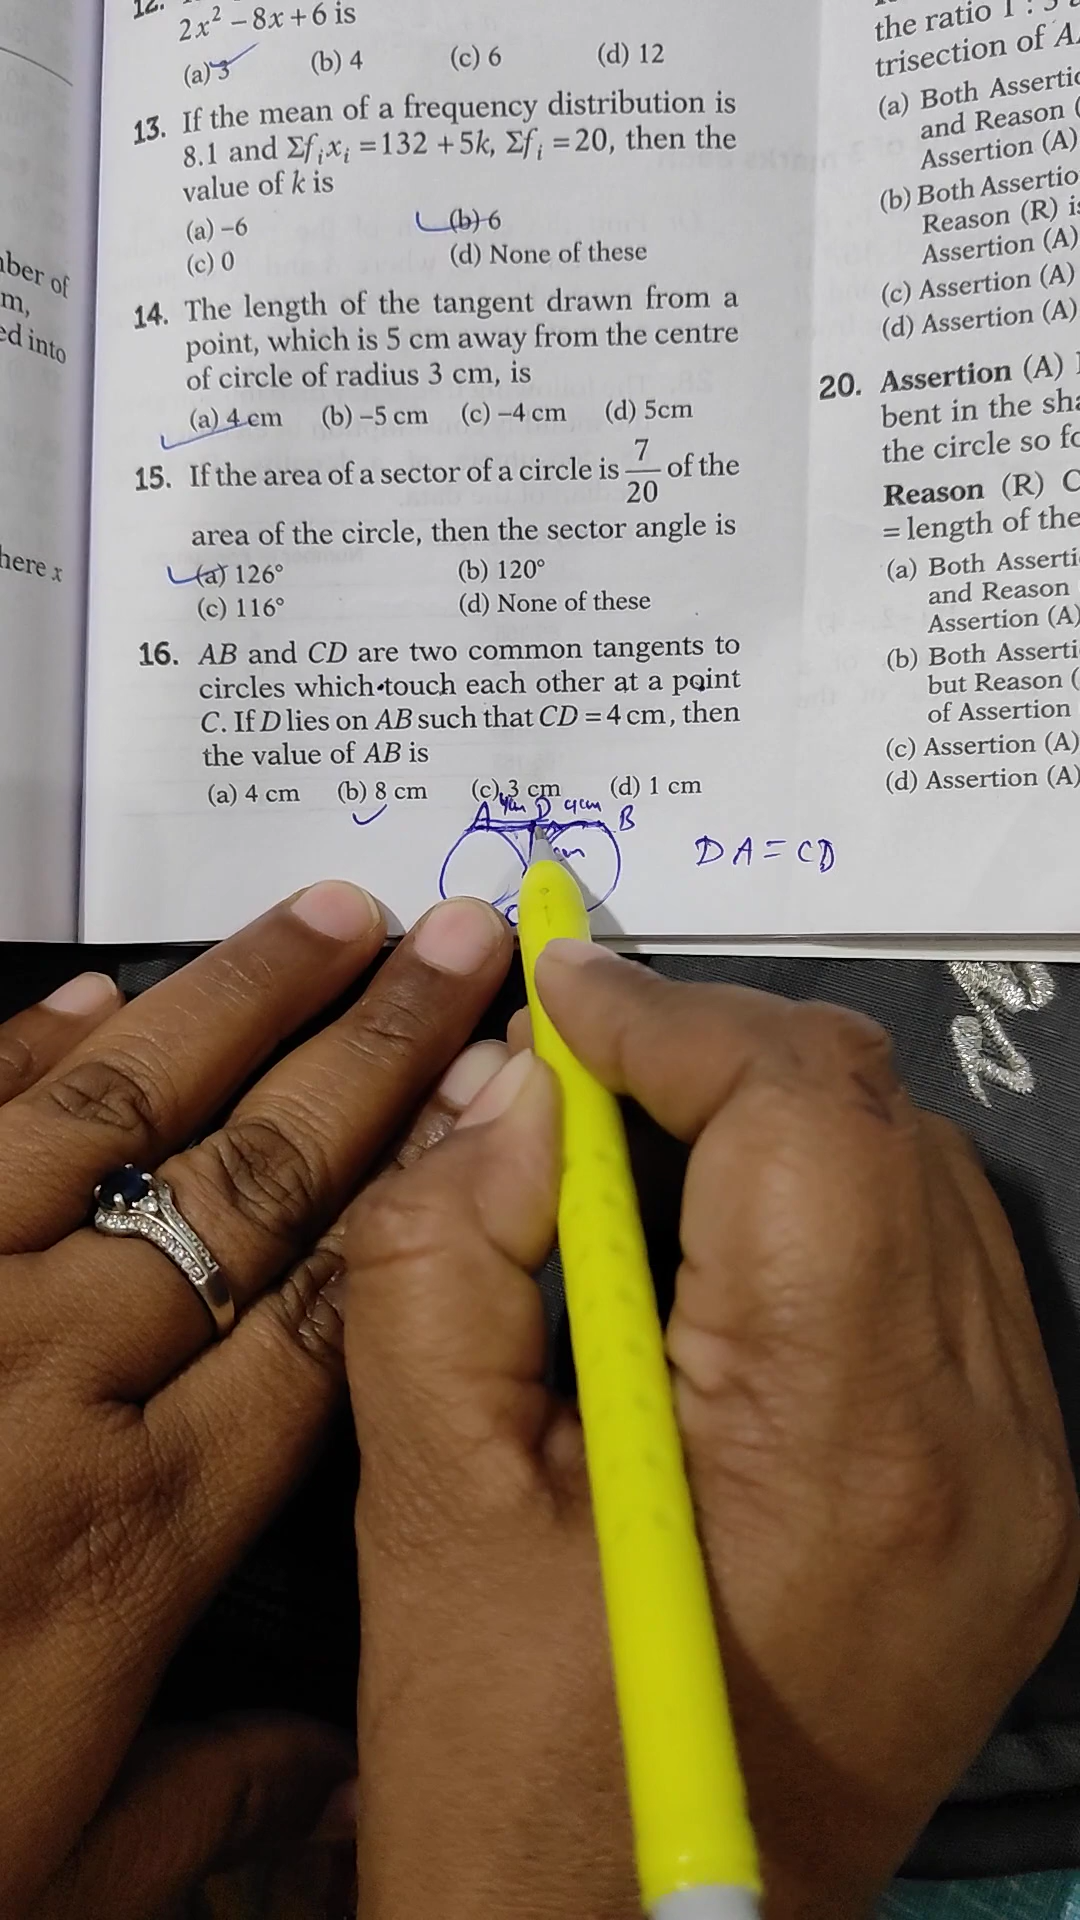 12.
2x² – 8x + 6 is
(a) 3 (b) 4 (c) 6 (d) 12
13. If the mean of a frequency distribution is
8.1 and Σfᵢxᵢ = 132 + 5k, Σfᵢ = 20, then the
value of k is
(a) –6 (b) 6
(c) 0 (d) None of these
14. The length of the tangent drawn from a
point, which is 5 cm away from the centre
of circle of radius 3 cm, is
(a) 4 cm (b) –5 cm (c) –4 cm (d) 5cm
15. If the area of a sector of a circle is 7/20 of the
area of the circle, then the sector angle is
(a) 126° (b) 120°
(c) 116° (d) None of these
16. AB and CD are two common tangents to
circles which touch each other at a point
C. If D lies on AB such that CD = 4 cm, then
the value of AB is
(a) 4 cm (b) 8 cm (c) 3 cm (d) 1 cm
A 4cm D 4cm B
cm
C
DA = CD
of
m,
into
here x
the ratio 1 : 3
trisection of A
(a) Both
and Reason
Assertion (A)
(b) Both
Reason (R)
Assertion (A)
(c) Assertion (A)
(d) Assertion (A)
20. Assertion (A)
bent in the
the circle so
Reason (R) C
= length of the
(a) Both
and Reason
Assertion (A)
(b) Both
but Reason (
of Assertion
(c) Assertion (A)
(d) Assertion (A)